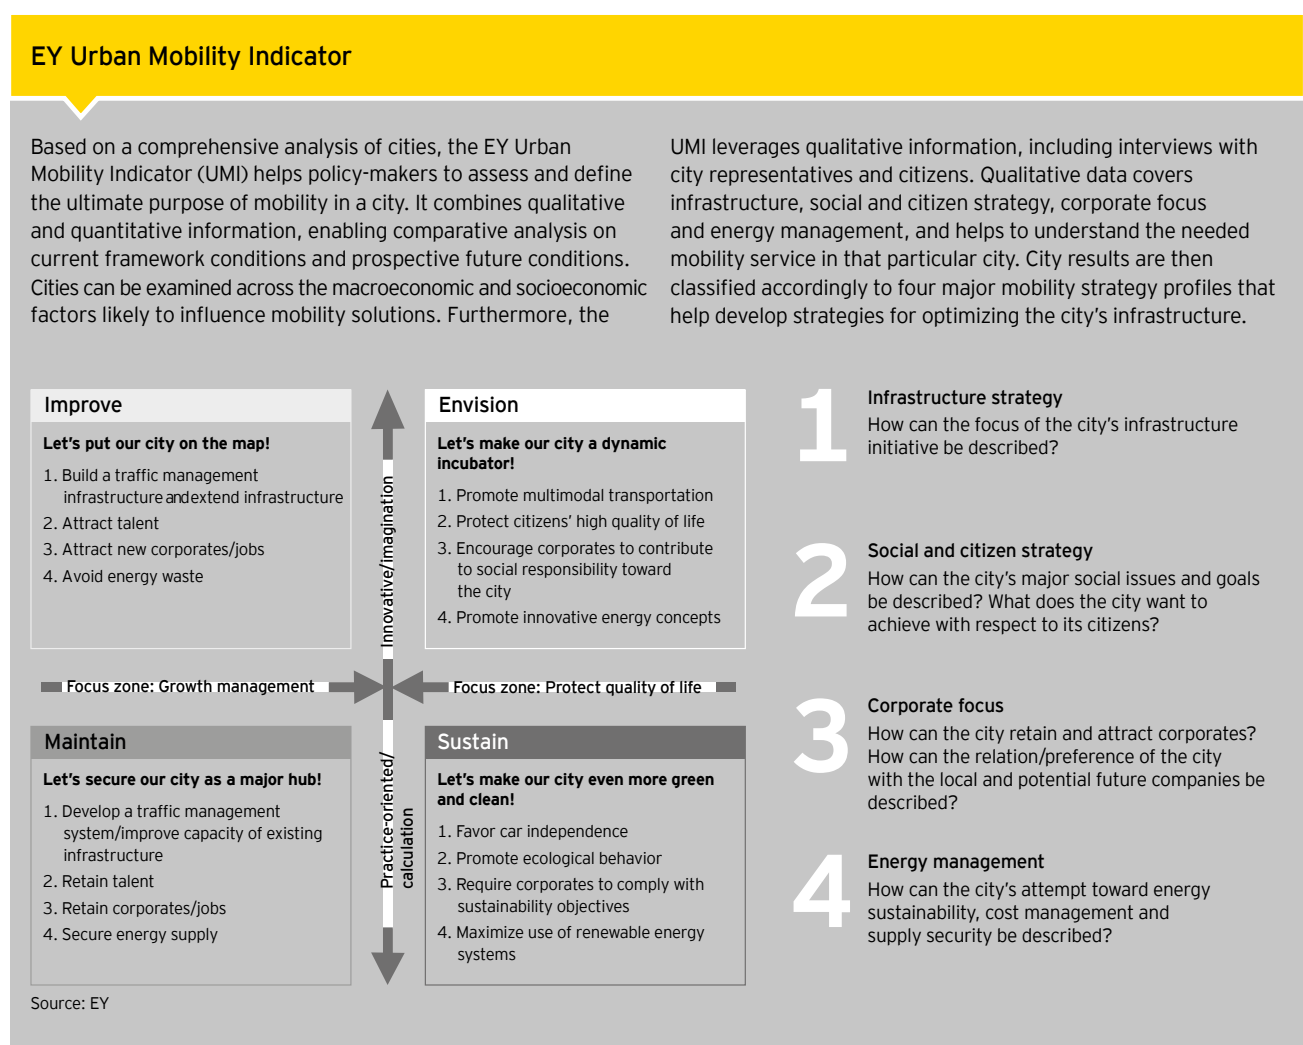 EY Urban Mobility Indicator
Based on a comprehensive analysis of cities, the EY Urban
Mobility Indicator (UMI) helps policy-makers to assess and define
the ultimate purpose of mobility in a city. It combines qualitative
and quantitative information, enabling comparative analysis on
current framework conditions and prospective future conditions.
Cities can be examined across the macroeconomic and socioeconomic
factors likely to influence mobility solutions. Furthermore, the
UMI leverages qualitative information, including interviews with
city representatives and citizens. Qualitative data covers
infrastructure, social and citizen strategy, corporate focus
and energy management, and helps to understand the needed
mobility service in that particular city. City results are then
classified accordingly to four major mobility strategy profiles that
help develop strategies for optimizing the city's infrastructure.
Improve
Let's put our city on the map!
1. Build a traffic management
infrastructure and extend infrastructure
2. Attract talent
3. Attract new corporates/jobs
4. Avoid energy waste
Innovative/imagination
Envision
Let's make our city a dynamic
incubator!
1. Promote multimodal transportation
2. Protect citizens' high quality of life
3. Encourage corporates to contribute
to social responsibility toward
the city
4. Promote innovative energy concepts
Focus zone: Growth management
Focus zone: Protect quality of life
Maintain
Let's secure our city as a major hub!
1. Develop a traffic management
system/improve capacity of existing
infrastructure
2. Retain talent
3. Retain corporates/jobs
4. Secure energy supply
Practice-oriented/
calculation
Sustain
Let's make our city even more green
and clean!
1. Favor car independence
2. Promote ecological behavior
3. Require corporates to comply with
sustainability objectives
4. Maximize use of renewable energy
systems
1
Infrastructure strategy
How can the focus of the city's infrastructure
initiative be described?
2
Social and citizen strategy
How can the city's major social issues and goals
be described? What does the city want to
achieve with respect to its citizens?
3
Corporate focus
How can the city retain and attract corporates?
How can the relation/preference of the city
with the local and potential future companies be
described?
4
Energy management
How can the city's attempt toward energy
sustainability, cost management and
supply security be described?
Source: EY